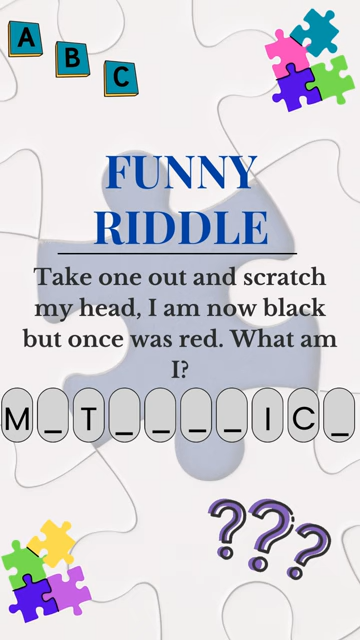 A
B
C
FUNNY
RIDDLE
Take one out and scratch
my head, I am now black
but once was red. What am
I?
M _ T _ _ _ _ I C _
???